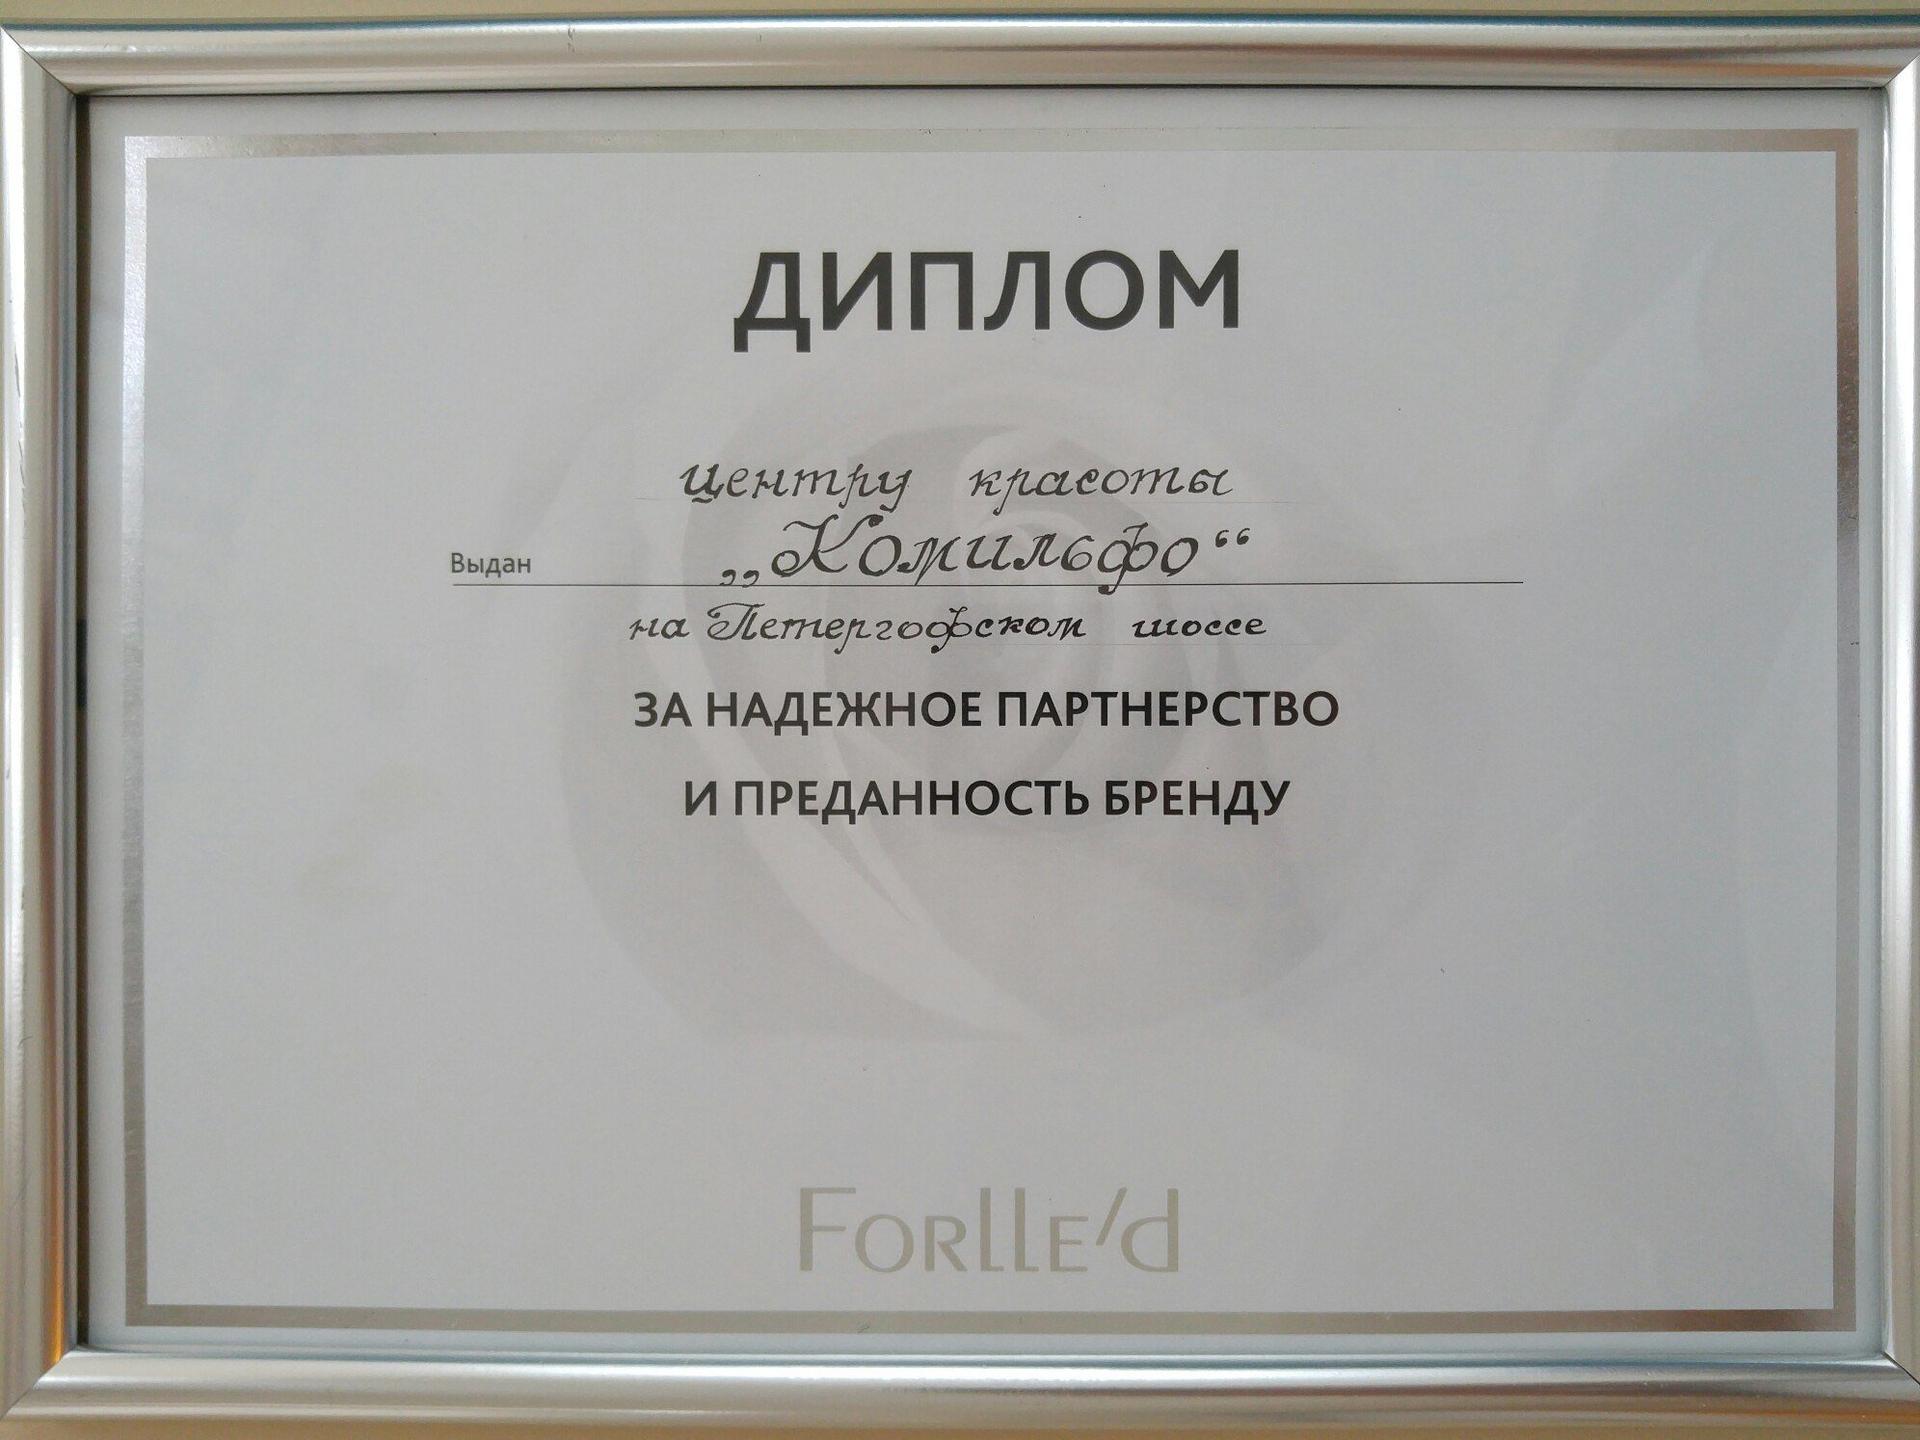 ДИПЛОМ
центру красоты
Выдан „Комильфо“
на Петергофском шоссе
ЗА НАДЕЖНОЕ ПАРТНЕРСТВО
И ПРЕДАННОСТЬ БРЕНДУ
Forlle'd